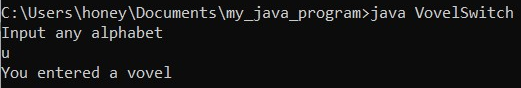 C:\Users\honey\Documents\my_java_program>java VovelSwitch
Input any alphabet
u
You entered a vovel